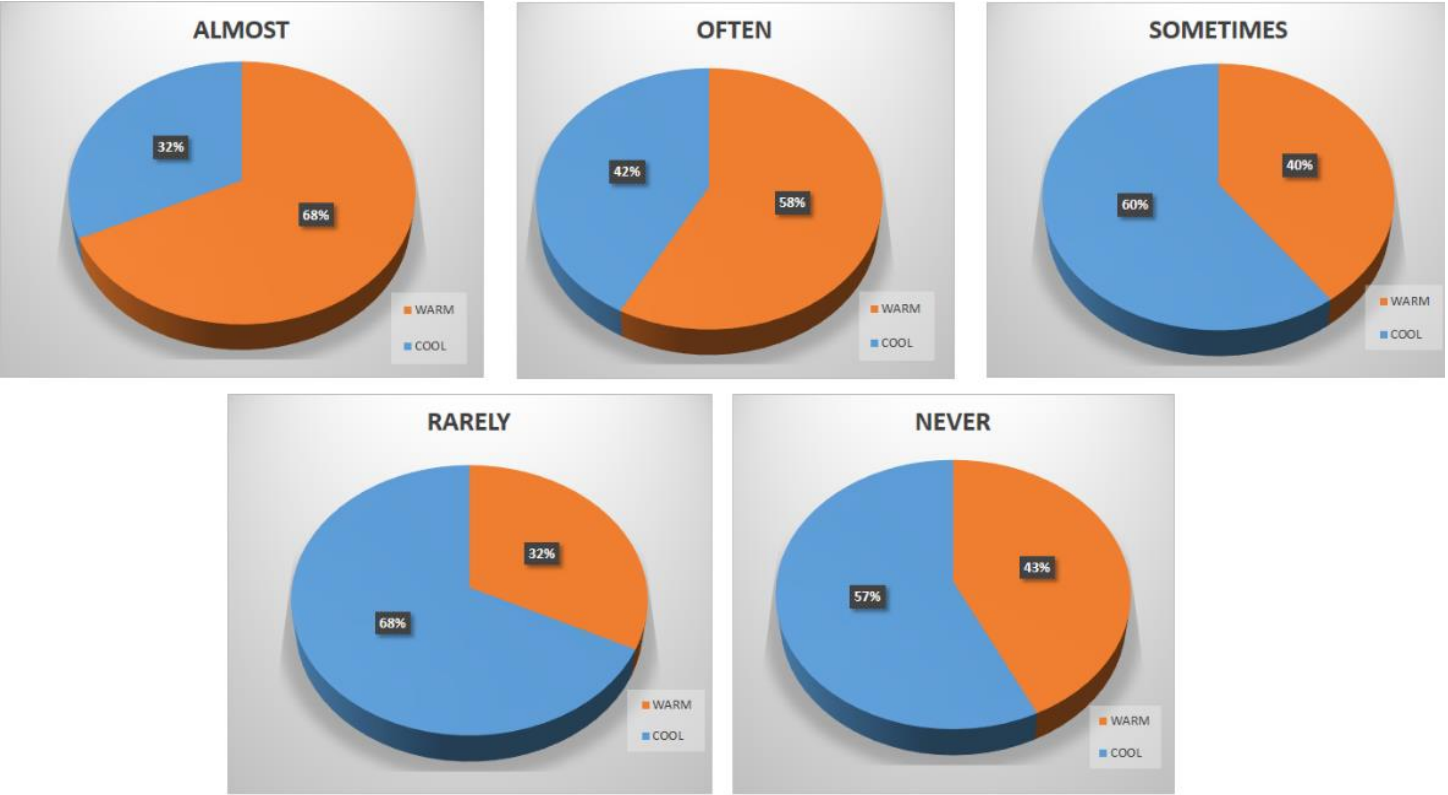 ALMOST
32%
68%
WARM
COOL
OFTEN
42%
58%
WARM
COOL
SOMETIMES
40%
60%
WARM
COOL
RARELY
32%
68%
WARM
COOL
NEVER
43%
57%
WARM
COOL